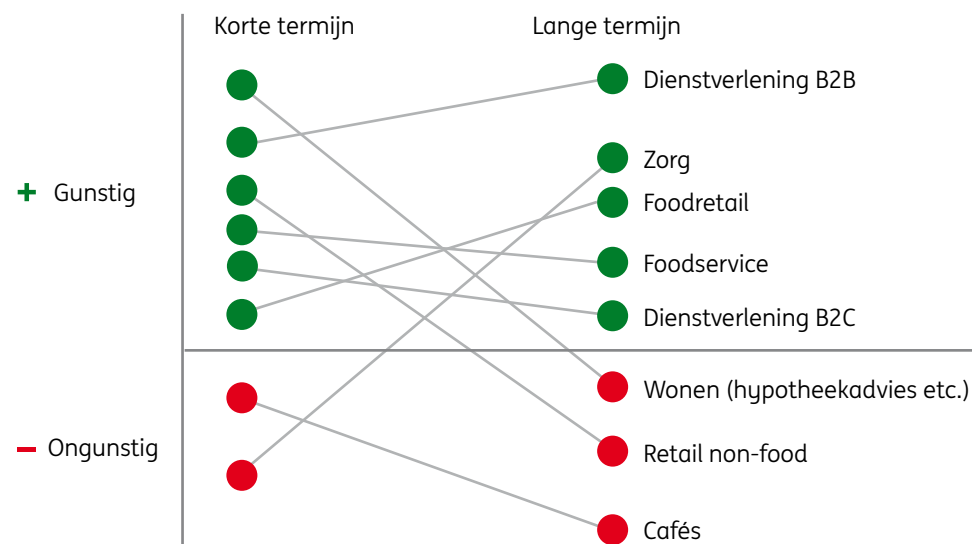 Korte termijn
Lange termijn
Dienstverlening B2B
Zorg
+ Gunstig
Foodretail
Foodservice
Dienstverlening B2C
Wonen (hypotheekadvies etc.)
– Ongunstig
Retail non-food
Cafés